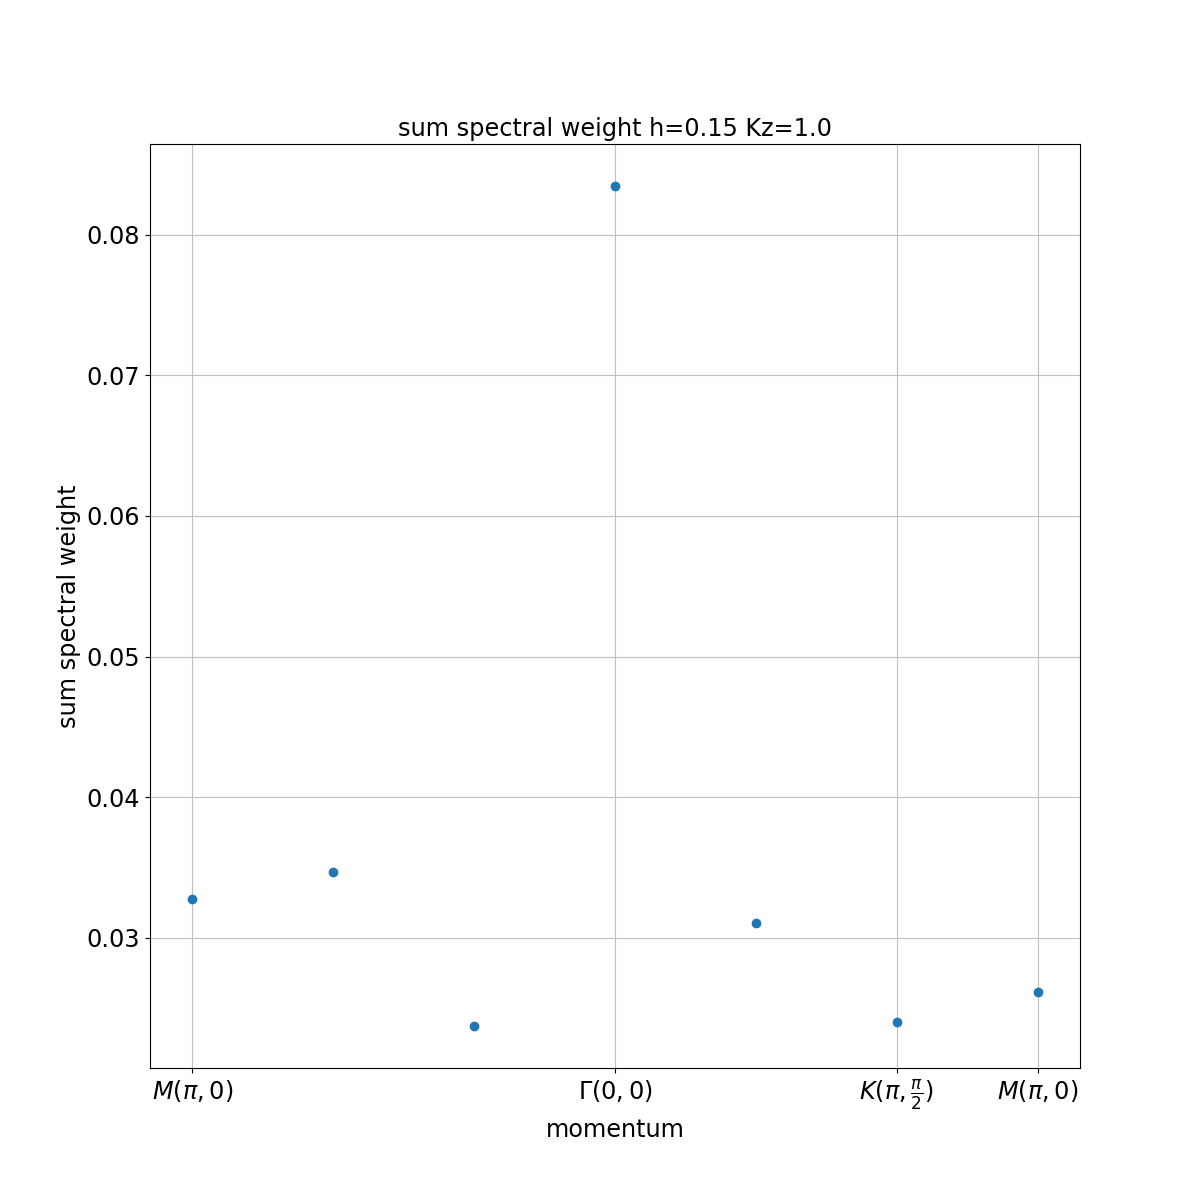 sum spectral weight h=0.15 Kz=1.0
0.08
0.07
0.06
0.05
0.04
0.03
sum spectral weight
M(π, 0)
Γ(0, 0)
K(π, π/2)
M(π, 0)
momentum